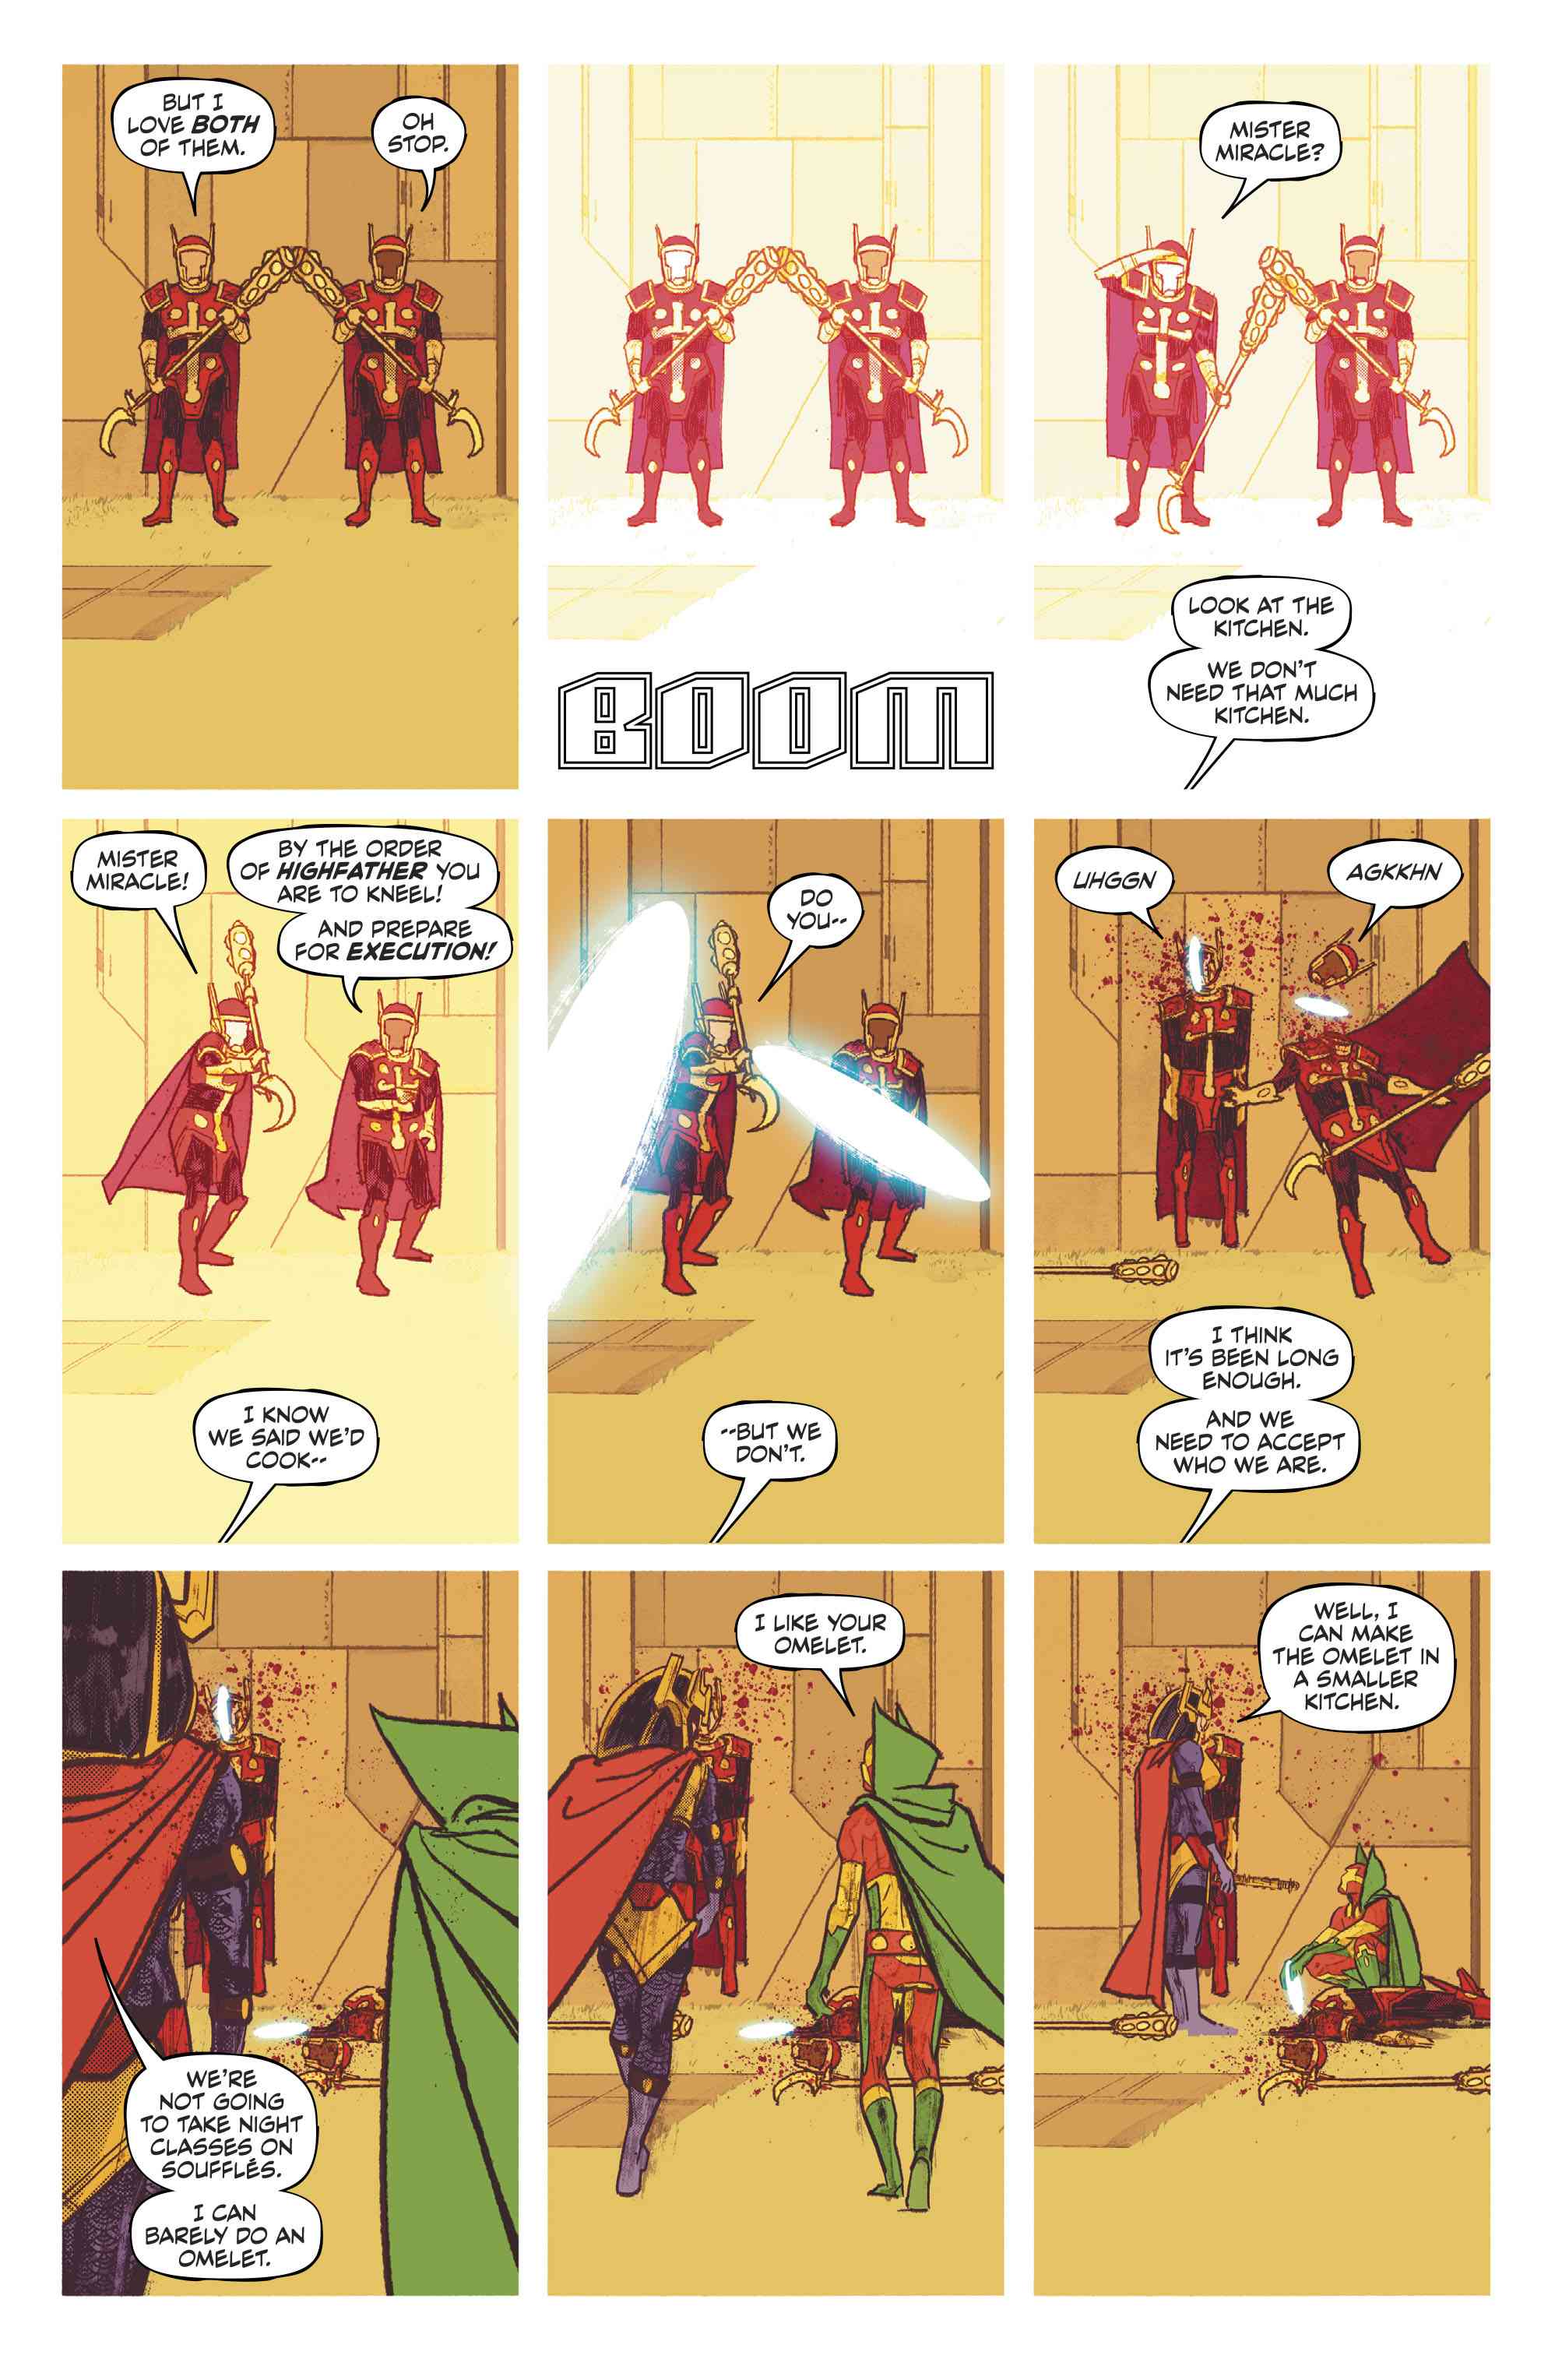 BUT I
LOVE BOTH
OF THEM.
OH
STOP.
BOOM
MISTER
MIRACLE?
LOOK AT THE
KITCHEN.
WE DON'T
NEED THAT MUCH
KITCHEN.
MISTER
MIRACLE!
BY THE ORDER
OF HIGHFATHER YOU
ARE TO KNEEL!
AND PREPARE
FOR EXECUTION!
I KNOW
WE SAID WE'D
COOK--
DO
YOU--
--BUT WE
DON'T.
UHGGN
AGKKHN
I THINK
IT'S BEEN LONG
ENOUGH.
AND WE
NEED TO ACCEPT
WHO WE ARE.
WE'RE
NOT GOING
TO TAKE NIGHT
CLASSES ON
SOUFFLÉS.
I CAN
BARELY DO AN
OMELET.
I LIKE YOUR
OMELET.
WELL, I
CAN MAKE
THE OMELET IN
A SMALLER
KITCHEN.